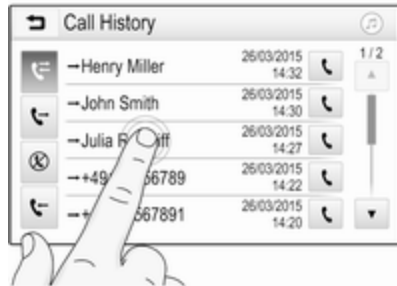 Call History
→Henry Miller 26/03/2015 14:32
1/2
→John Smith 26/03/2015 14:30
→Julia 26/03/2015 14:27
26/03/2015 14:22
26/03/2015 14:20